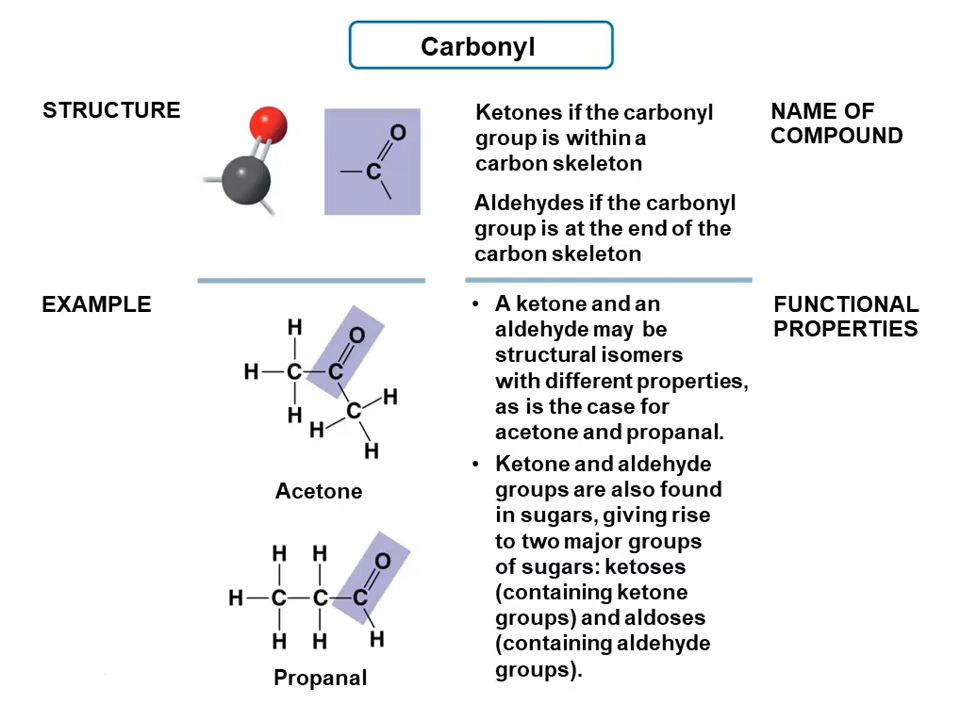 Carbonyl
STRUCTURE
O
C
Ketones if the carbonyl
group is within a
carbon skeleton
Aldehydes if the carbonyl
group is at the end of the
carbon skeleton
NAME OF
COMPOUND
EXAMPLE
H
O
H—C—C
H
C
H
H
H
Acetone
H H O
H—C—C—C
H H H
Propanal
• A ketone and an
aldehyde may be
structural isomers
with different properties,
as is the case for
acetone and propanal.
• Ketone and aldehyde
groups are also found
in sugars, giving rise
to two major groups
of sugars: ketoses
(containing ketone
groups) and aldoses
(containing aldehyde
groups).
FUNCTIONAL
PROPERTIES